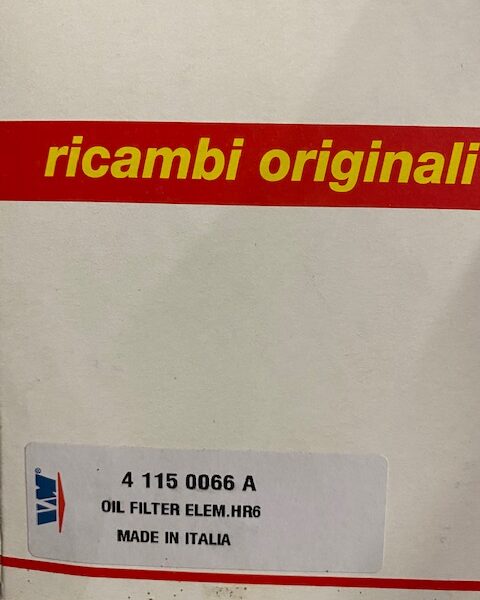 ricambi originali
4 115 0066 A
OIL FILTER ELEM.HR6
MADE IN ITALIA